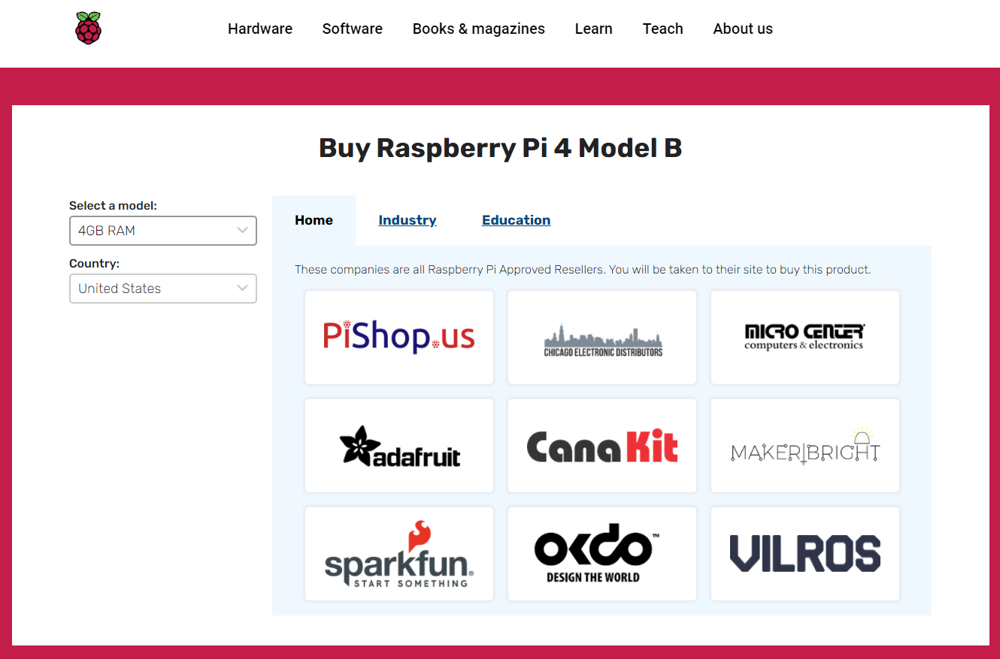 Hardware Software Books & magazines Learn Teach About us
Buy Raspberry Pi 4 Model B
Select a model:
4GB RAM
Country:
United States
Home Industry Education
These companies are all Raspberry Pi Approved Resellers. You will be taken to their site to buy this product.
PiShop.us
CHICAGO ELECTRONIC DISTRIBUTORS
MICRO CENTER
computers & electronics
adafruit
CanaKit
MAKERBRIGHT
sparkfun®
START SOMETHING
OKdo™
DESIGN THE WORLD
VILROS